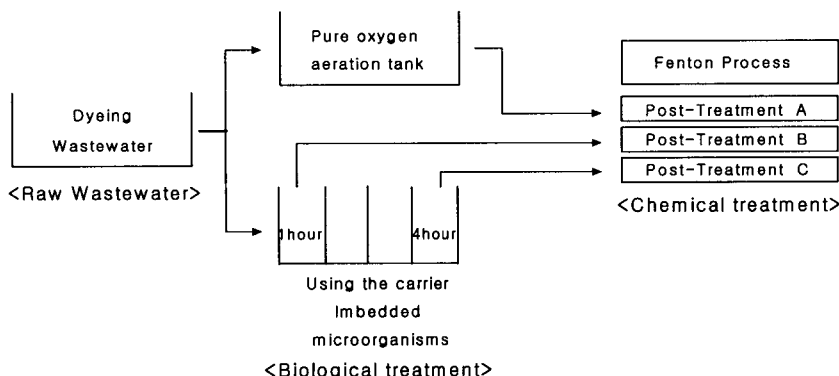 Dyeing
Wastewater
<Raw Wastewater>
Pure oxygen
aeration tank
1hour
4hour
Using the carrier
Imbedded
microorganisms
<Biological treatment>
Fenton Process
Post-Treatment A
Post-Treatment B
Post-Treatment C
<Chemical treatment>